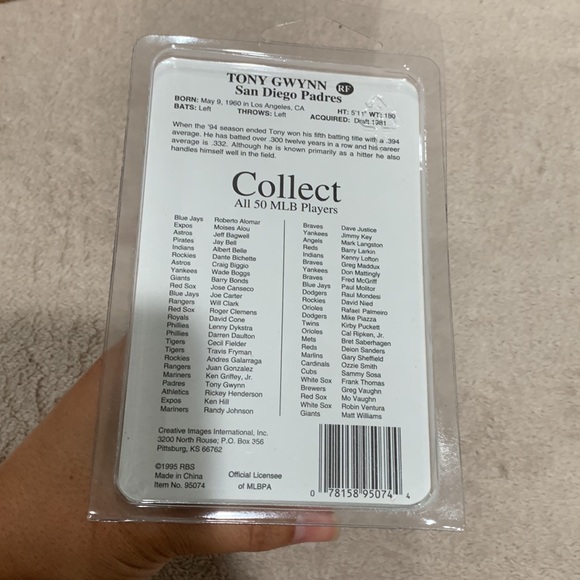 TONY GWYNN RF
San Diego Padres
BORN: May 9, 1960 in Los Angeles, CA HT: 5'11" WT: 180
BATS: Left THROWS: Left ACQUIRED: Draft 1981
When the '94 season ended Tony won his fifth batting title with a .394
average. He has batted over .300 twelve years in a row and his career
average is .332. Although he is known primarily as a hitter he also
handles himself well in the field.
Collect
All 50 MLB Players
Blue Jays Roberto Alomar
Expos Moises Alou
Astros Jeff Bagwell
Pirates Jay Bell
Indians Albert Belle
Rockies Dante Bichette
Astros Craig Biggio
Yankees Wade Boggs
Giants Barry Bonds
Red Sox Jose Canseco
Blue Jays Joe Carter
Rangers Will Clark
Red Sox Roger Clemens
Royals David Cone
Phillies Lenny Dykstra
Phillies Darren Daulton
Tigers Cecil Fielder
Tigers Travis Fryman
Rockies Andres Galarraga
Rangers Juan Gonzalez
Mariners Ken Griffey, Jr.
Padres Tony Gwynn
Athletics Rickey Henderson
Expos Ken Hill
Mariners Randy Johnson
Braves Dave Justice
Yankees Jimmy Key
Angels Mark Langston
Reds Barry Larkin
Indians Kenny Lofton
Braves Greg Maddux
Yankees Don Mattingly
Braves Fred McGriff
Blue Jays Paul Molitor
Dodgers Raul Mondesi
Rockies David Nied
Orioles Rafael Palmeiro
Dodgers Mike Piazza
Twins Kirby Puckett
Orioles Cal Ripken, Jr.
Mets Bret Saberhagen
Reds Deion Sanders
Marlins Gary Sheffield
Cardinals Ozzie Smith
Cubs Sammy Sosa
White Sox Frank Thomas
Brewers Greg Vaughn
Red Sox Mo Vaughn
White Sox Robin Ventura
Giants Matt Williams
Creative Images International, Inc.
3200 North Rouse; P.O. Box 356
Pittsburg, KS 66762
©1995 RBS
Made in China
Item No. 95074
Official Licensee
of MLBPA
0 78158 95074 4